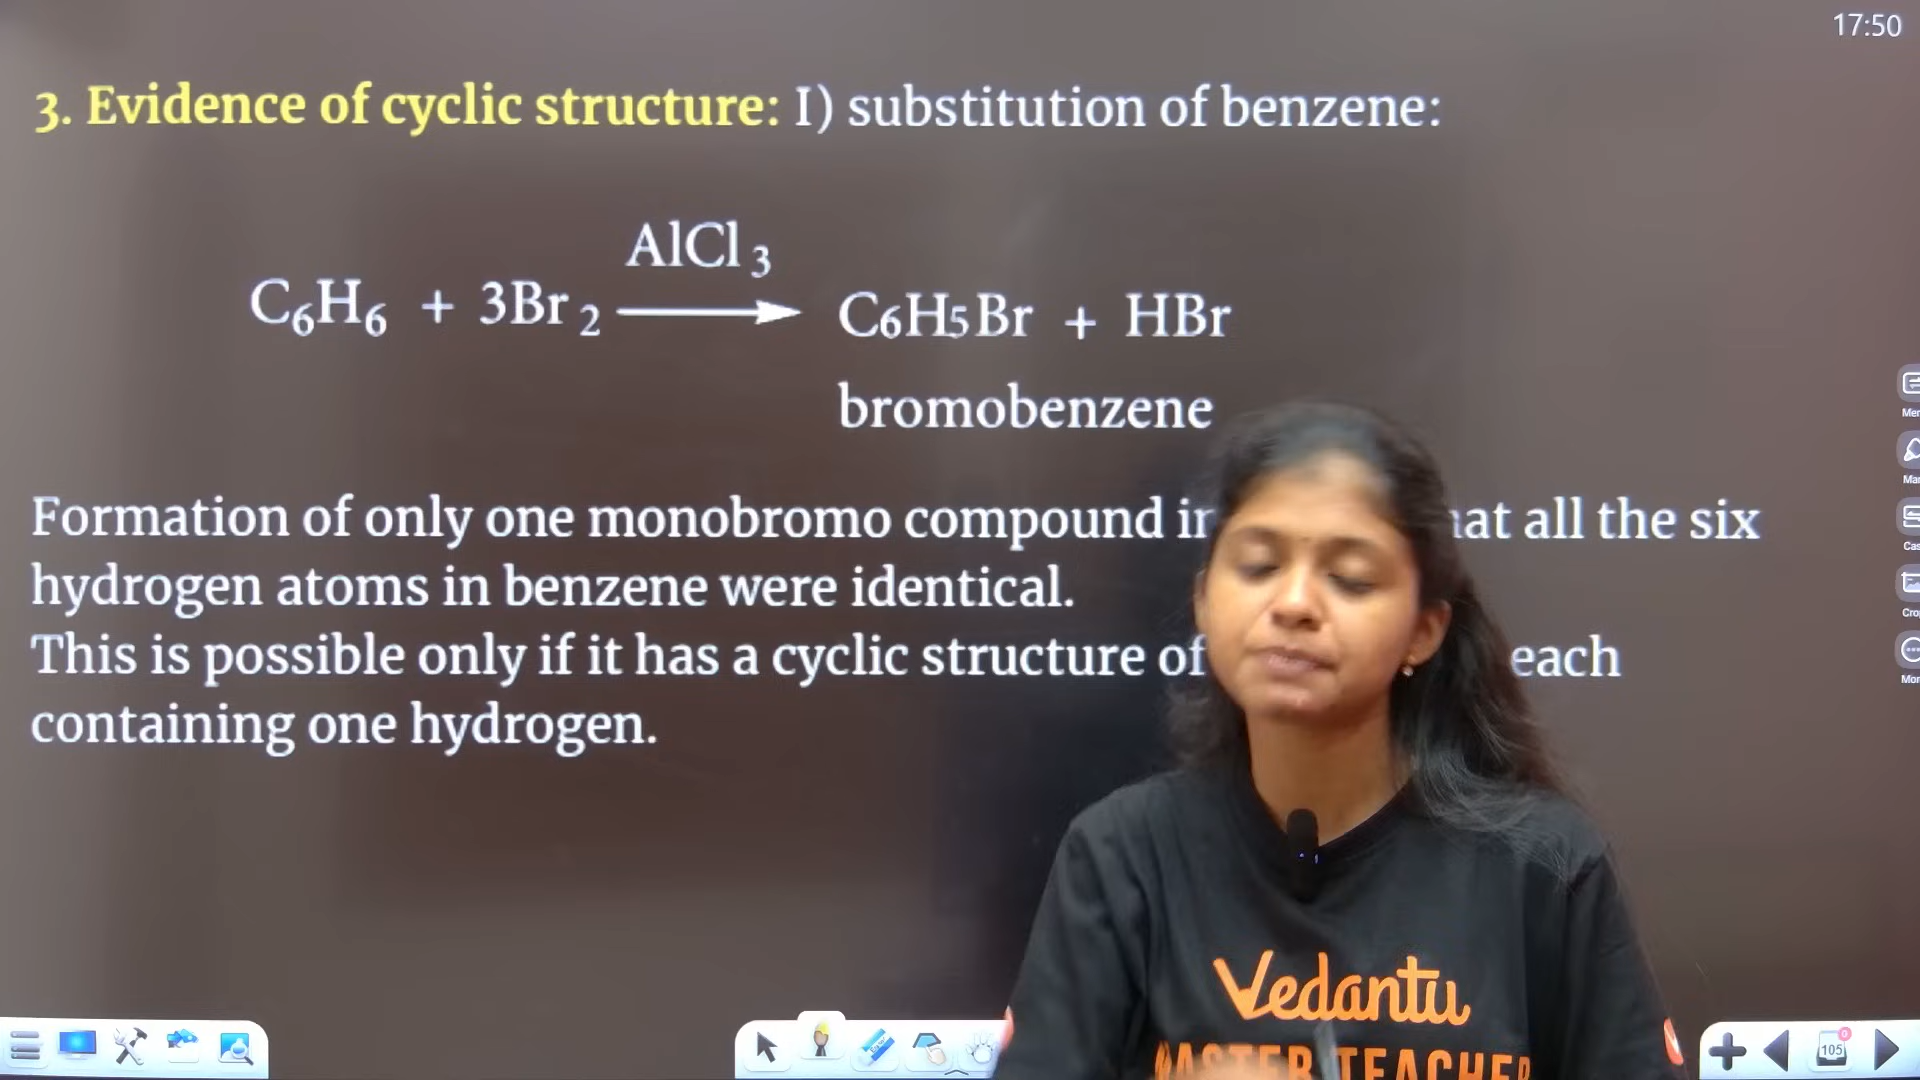 17:50
3. Evidence of cyclic structure: I) substitution of benzene:
AlCl3
C6H6 + 3Br2 ⟶ C6H5Br + HBr
bromobenzene
Formation of only one monobromo compound all the six
hydrogen atoms in benzene were identical.
This is possible only if it has a cyclic structure of each
containing one hydrogen.
Vedantu
MASTER TEACHER
105